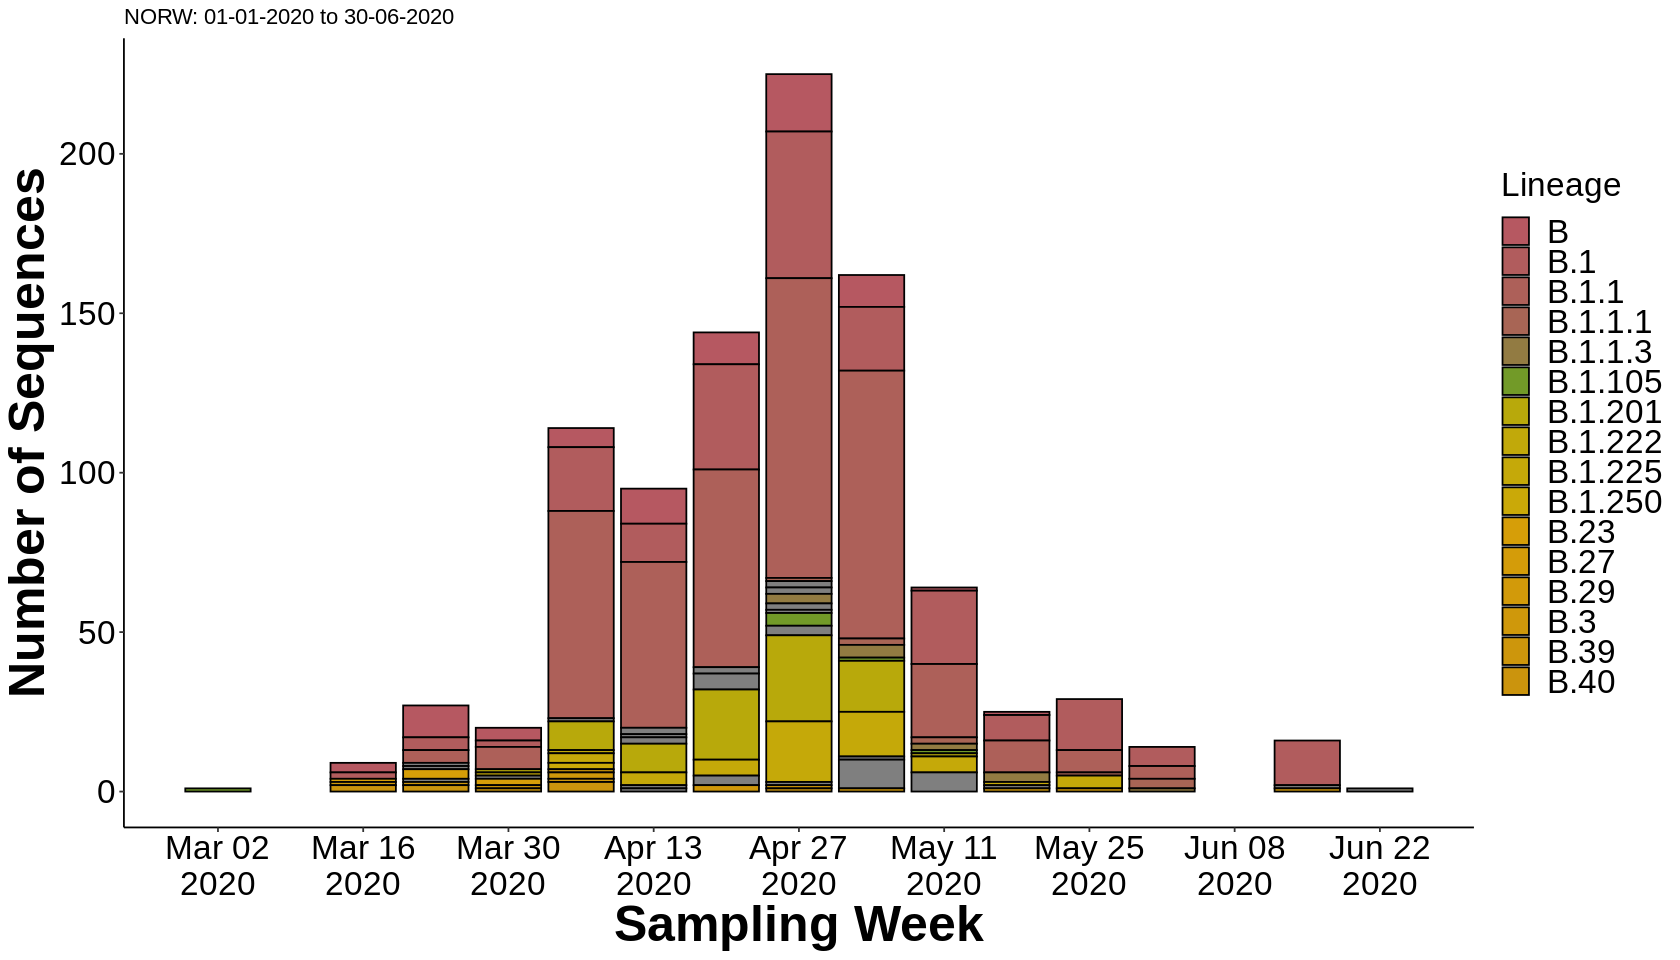 NORW: 01-01-2020 to 30-06-2020
Number of Sequences
200
150
100
50
0
Mar 02 2020
Mar 16 2020
Mar 30 2020
Apr 13 2020
Apr 27 2020
May 11 2020
May 25 2020
Jun 08 2020
Jun 22 2020
Sampling Week
Lineage
B
B.1
B.1.1
B.1.1.1
B.1.1.3
B.1.105
B.1.201
B.1.222
B.1.225
B.1.250
B.23
B.27
B.29
B.3
B.39
B.40